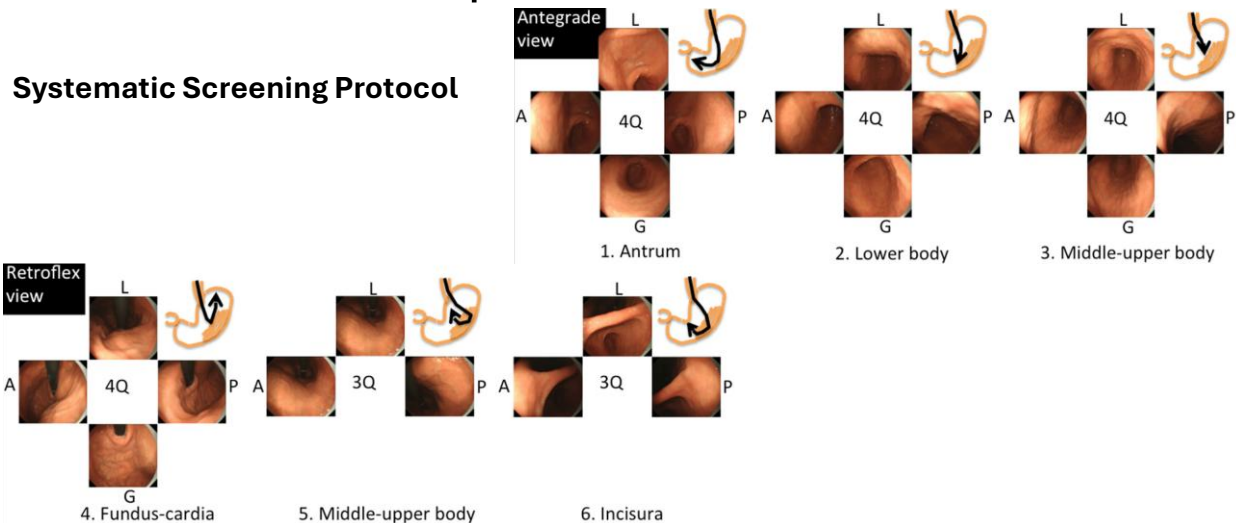 Systematic Screening Protocol
Antegrade
view
L
A
4Q
P
G
1. Antrum
L
A
4Q
P
G
2. Lower body
L
A
4Q
P
G
3. Middle-upper body
Retroflex
view
L
A
4Q
P
G
4. Fundus-cardia
L
A
3Q
P
5. Middle-upper body
L
A
3Q
P
6. Incisura